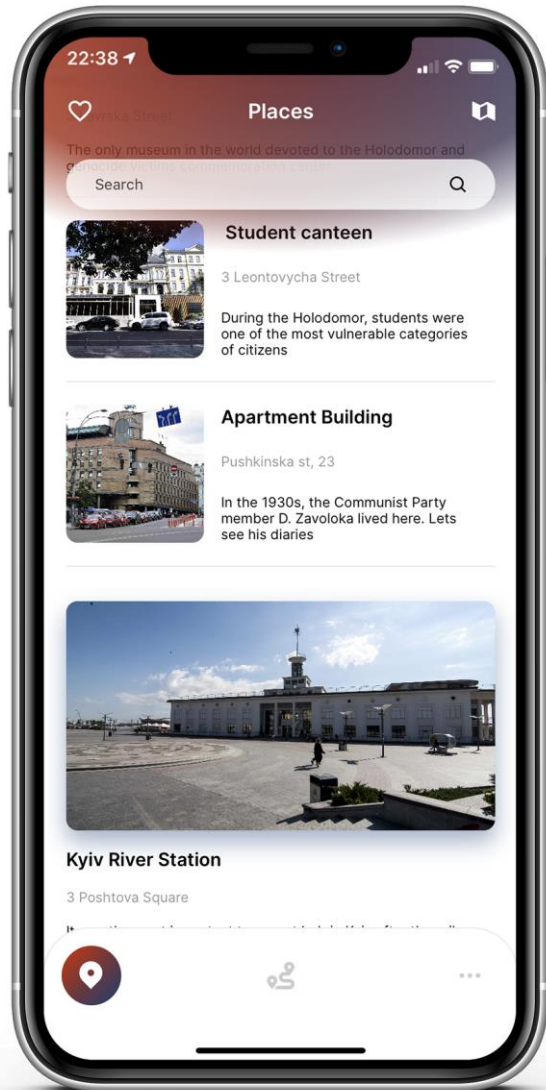 22:38
Places
The only museum in the world devoted to the Holodomor and
Search
Student canteen
3 Leontovycha Street
During the Holodomor, students were
one of the most vulnerable categories
of citizens
Apartment Building
Pushkinska st, 23
In the 1930s, the Communist Party
member D. Zavoloka lived here. Lets
see his diaries
Kyiv River Station
3 Poshtova Square